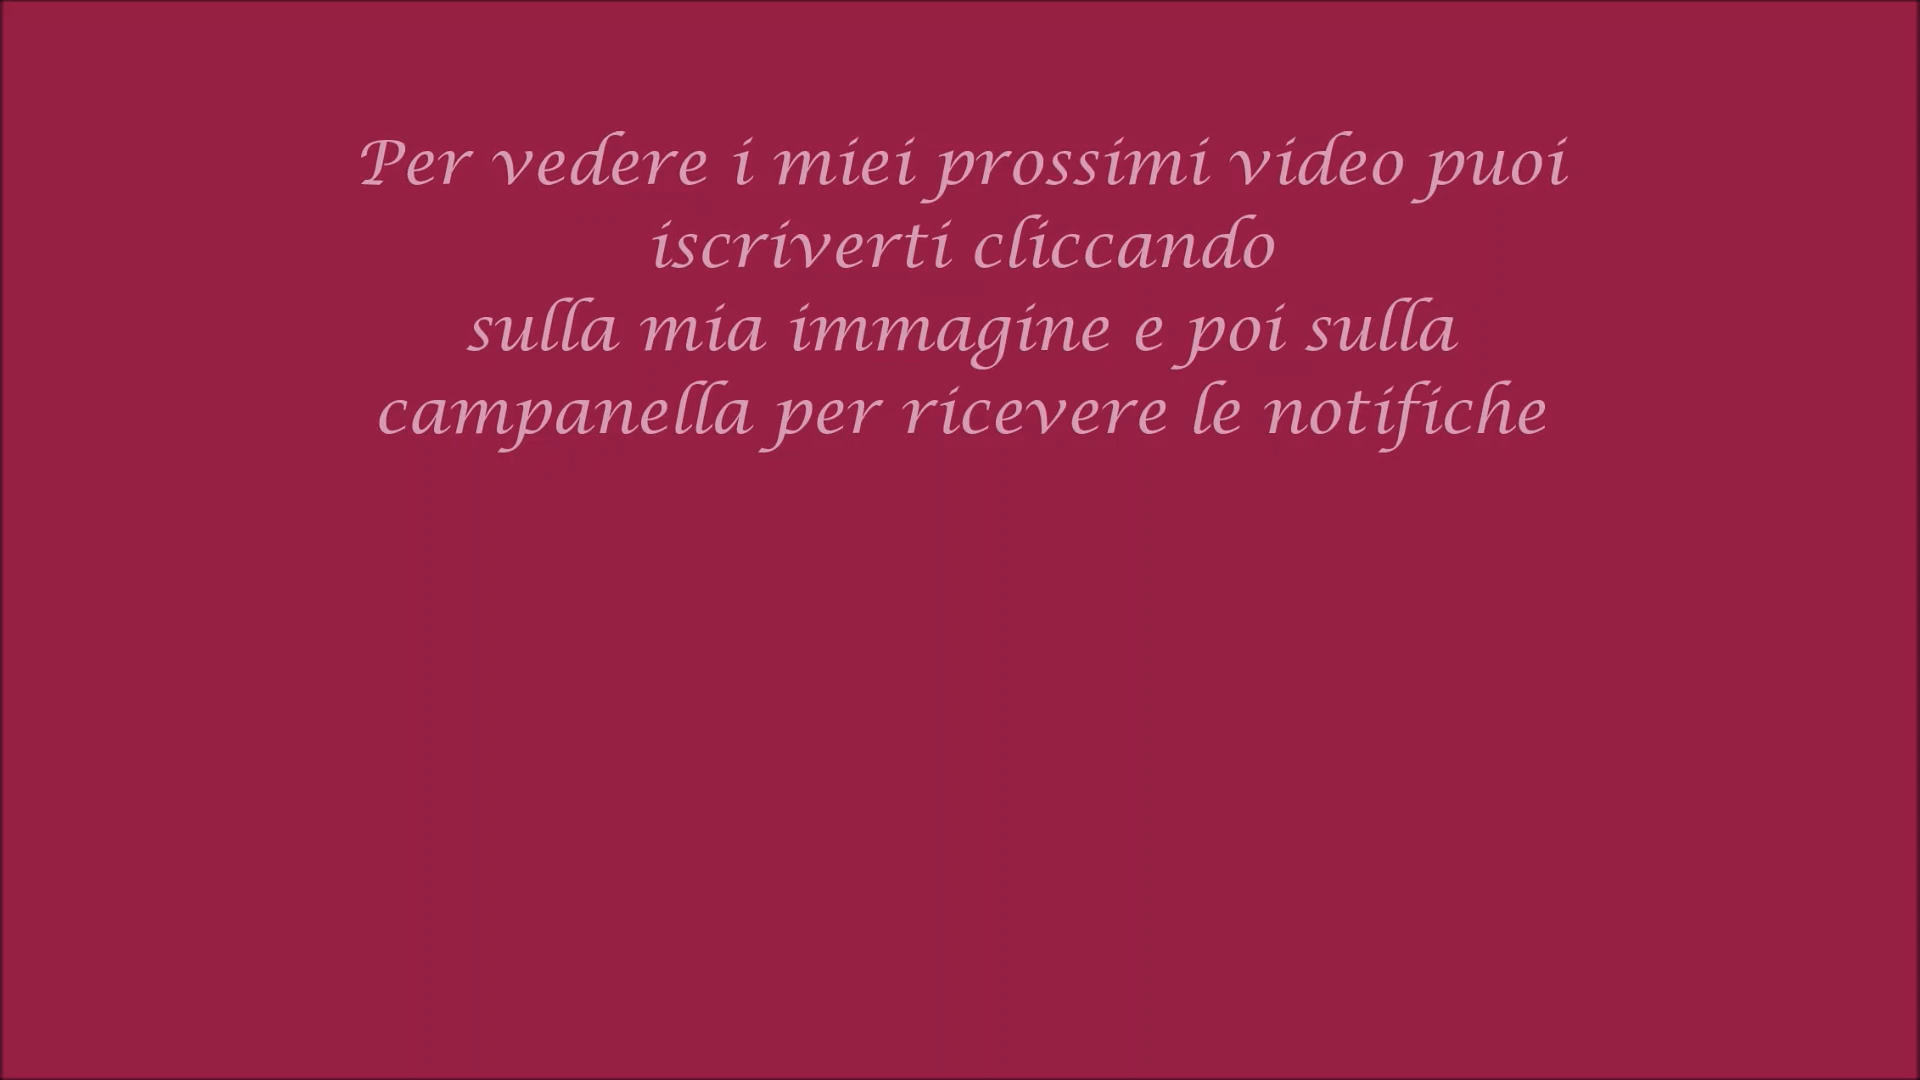 Per vedere i miei prossimi video puoi
iscriverti cliccando
sulla mia immagine e poi sulla
campanella per ricevere le notifiche